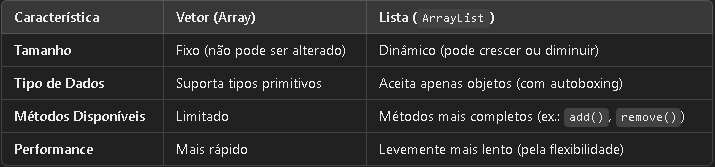 Característica Vetor (Array) Lista ( ArrayList )
Tamanho Fixo (não pode ser alterado) Dinâmico (pode crescer ou diminuir)
Tipo de Dados Suporta tipos primitivos Aceita apenas objetos (com autoboxing)
Métodos Disponíveis Limitado Métodos mais completos (ex.: add() , remove() )
Performance Mais rápido Levemente mais lento (pela flexibilidade)